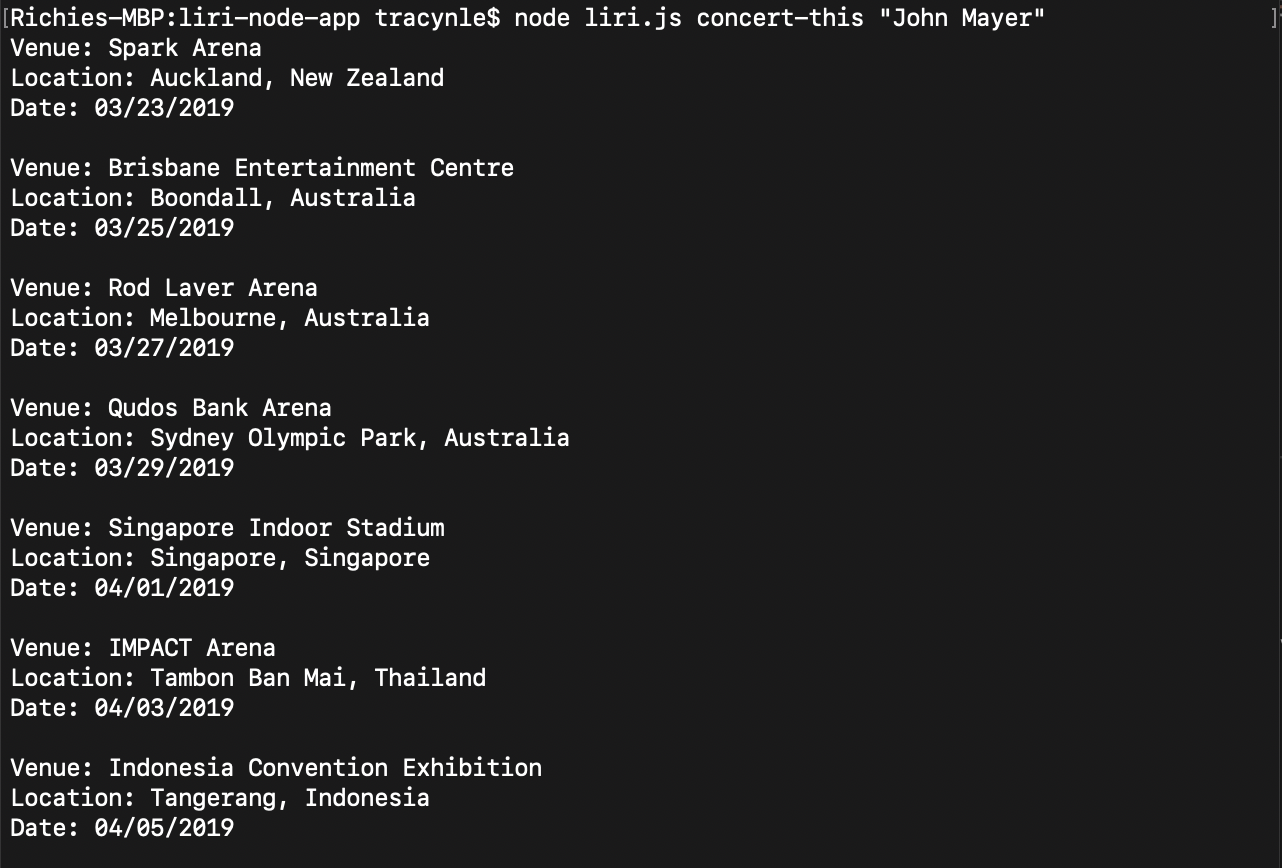 [Richies-MBP:liri-node-app tracynle$ node liri.js concert-this "John Mayer" ]
Venue: Spark Arena
Location: Auckland, New Zealand
Date: 03/23/2019
Venue: Brisbane Entertainment Centre
Location: Boondall, Australia
Date: 03/25/2019
Venue: Rod Laver Arena
Location: Melbourne, Australia
Date: 03/27/2019
Venue: Qudos Bank Arena
Location: Sydney Olympic Park, Australia
Date: 03/29/2019
Venue: Singapore Indoor Stadium
Location: Singapore, Singapore
Date: 04/01/2019
Venue: IMPACT Arena
Location: Tambon Ban Mai, Thailand
Date: 04/03/2019
Venue: Indonesia Convention Exhibition
Location: Tangerang, Indonesia
Date: 04/05/2019